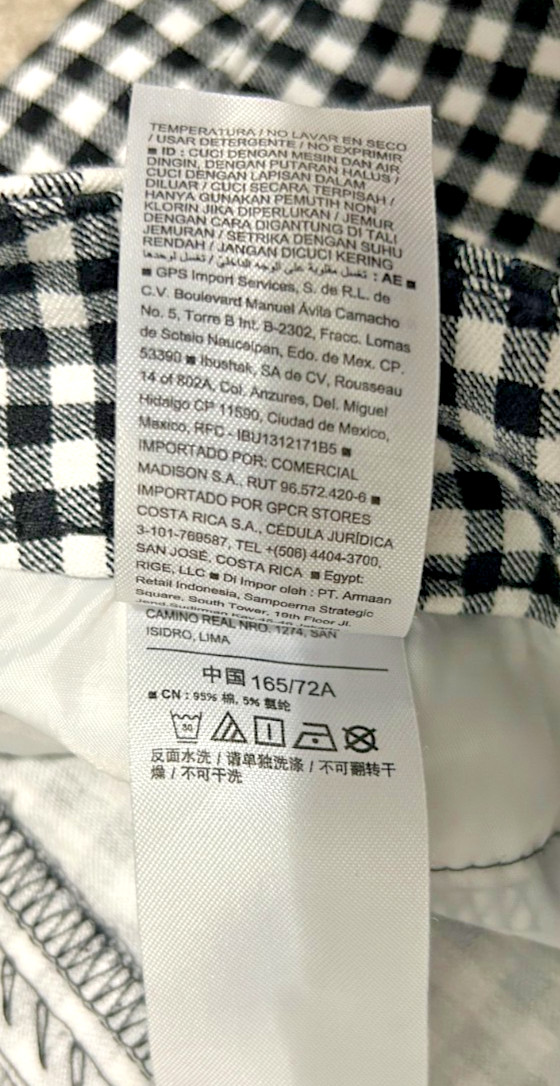 TEMPERATURA / NO LAVAR EN SECO
/ USAR DETERGENTE / NO EXPRIMIR
■ ID : CUCI DENGAN MESIN DAN AIR
DINGIN, DENGAN PUTARAN HALUS /
CUCI DENGAN LAPISAN DALAM
DILUAR / CUCI SECARA TERPISAH /
HANYA GUNAKAN PEMUTIH NON
KLORIN JIKA DIPERLUKAN / JEMUR
DENGAN CARA DIGANTUNG DI TALI
JEMURAN / SETRIKA DENGAN SUHU
RENDAH / JANGAN DICUCI KERING
■ AE : تغسل مقلوبة على الوجه الداخلي / تغسل لوحدها
■ GPS Import Services, S. de R.L. de
C.V. Boulevard Manuel Ávila Camacho
No. 5, Torre B Int. B-2302, Fracc. Lomas
de Sotelo Naucalpan, Edo. de Mex. CP.
53390 ■ Ibushak, SA de CV, Rousseau
14 of 802A, Col. Anzures, Del. Miguel
Hidalgo CP 11590, Ciudad de Mexico,
Mexico, RFC - IBU1312171B5 ■
IMPORTADO POR: COMERCIAL
MADISON S.A., RUT 96.572.420-6 ■
IMPORTADO POR GPCR STORES
COSTA RICA S.A., CÉDULA JURÍDICA
3-101-769587, TEL +(506) 4404-3700,
SAN JOSÉ, COSTA RICA ■ Egypt:
RIGE, LLC ■ Di Impor oleh : PT. Armaan
Retail Indonesia, Sampoerna Strategic
Square, South Tower, 19th Floor Jl.
CAMINO REAL NRO. 1274, SAN
ISIDRO, LIMA
中国 165/72A
■ CN : 95% 棉, 5% 氨纶
30
反面水洗 / 请单独洗涤 / 不可翻转干
燥 / 不可干洗